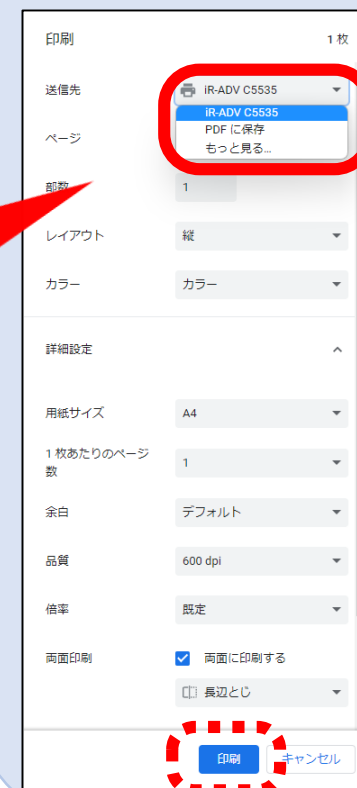 印刷
1 枚
送信先
iR-ADV C5535
iR-ADV C5535
PDF に保存
もっと見る...
ページ
部数
1
レイアウト
縦
カラー
カラー
詳細設定
用紙サイズ
A4
1 枚あたりのページ
数
1
余白
デフォルト
品質
600 dpi
倍率
既定
両面印刷
両面に印刷する
長辺とじ
印刷
キャンセル